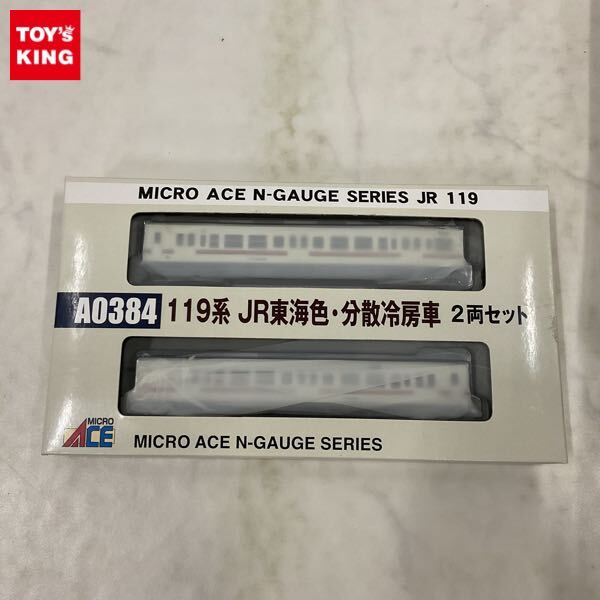 TOY's
KING
MICRO ACE N-GAUGE SERIES JR 119
A0384 119系 JR東海色・分散冷房車 2両セット
MICRO
ACE
MICRO ACE N-GAUGE SERIES